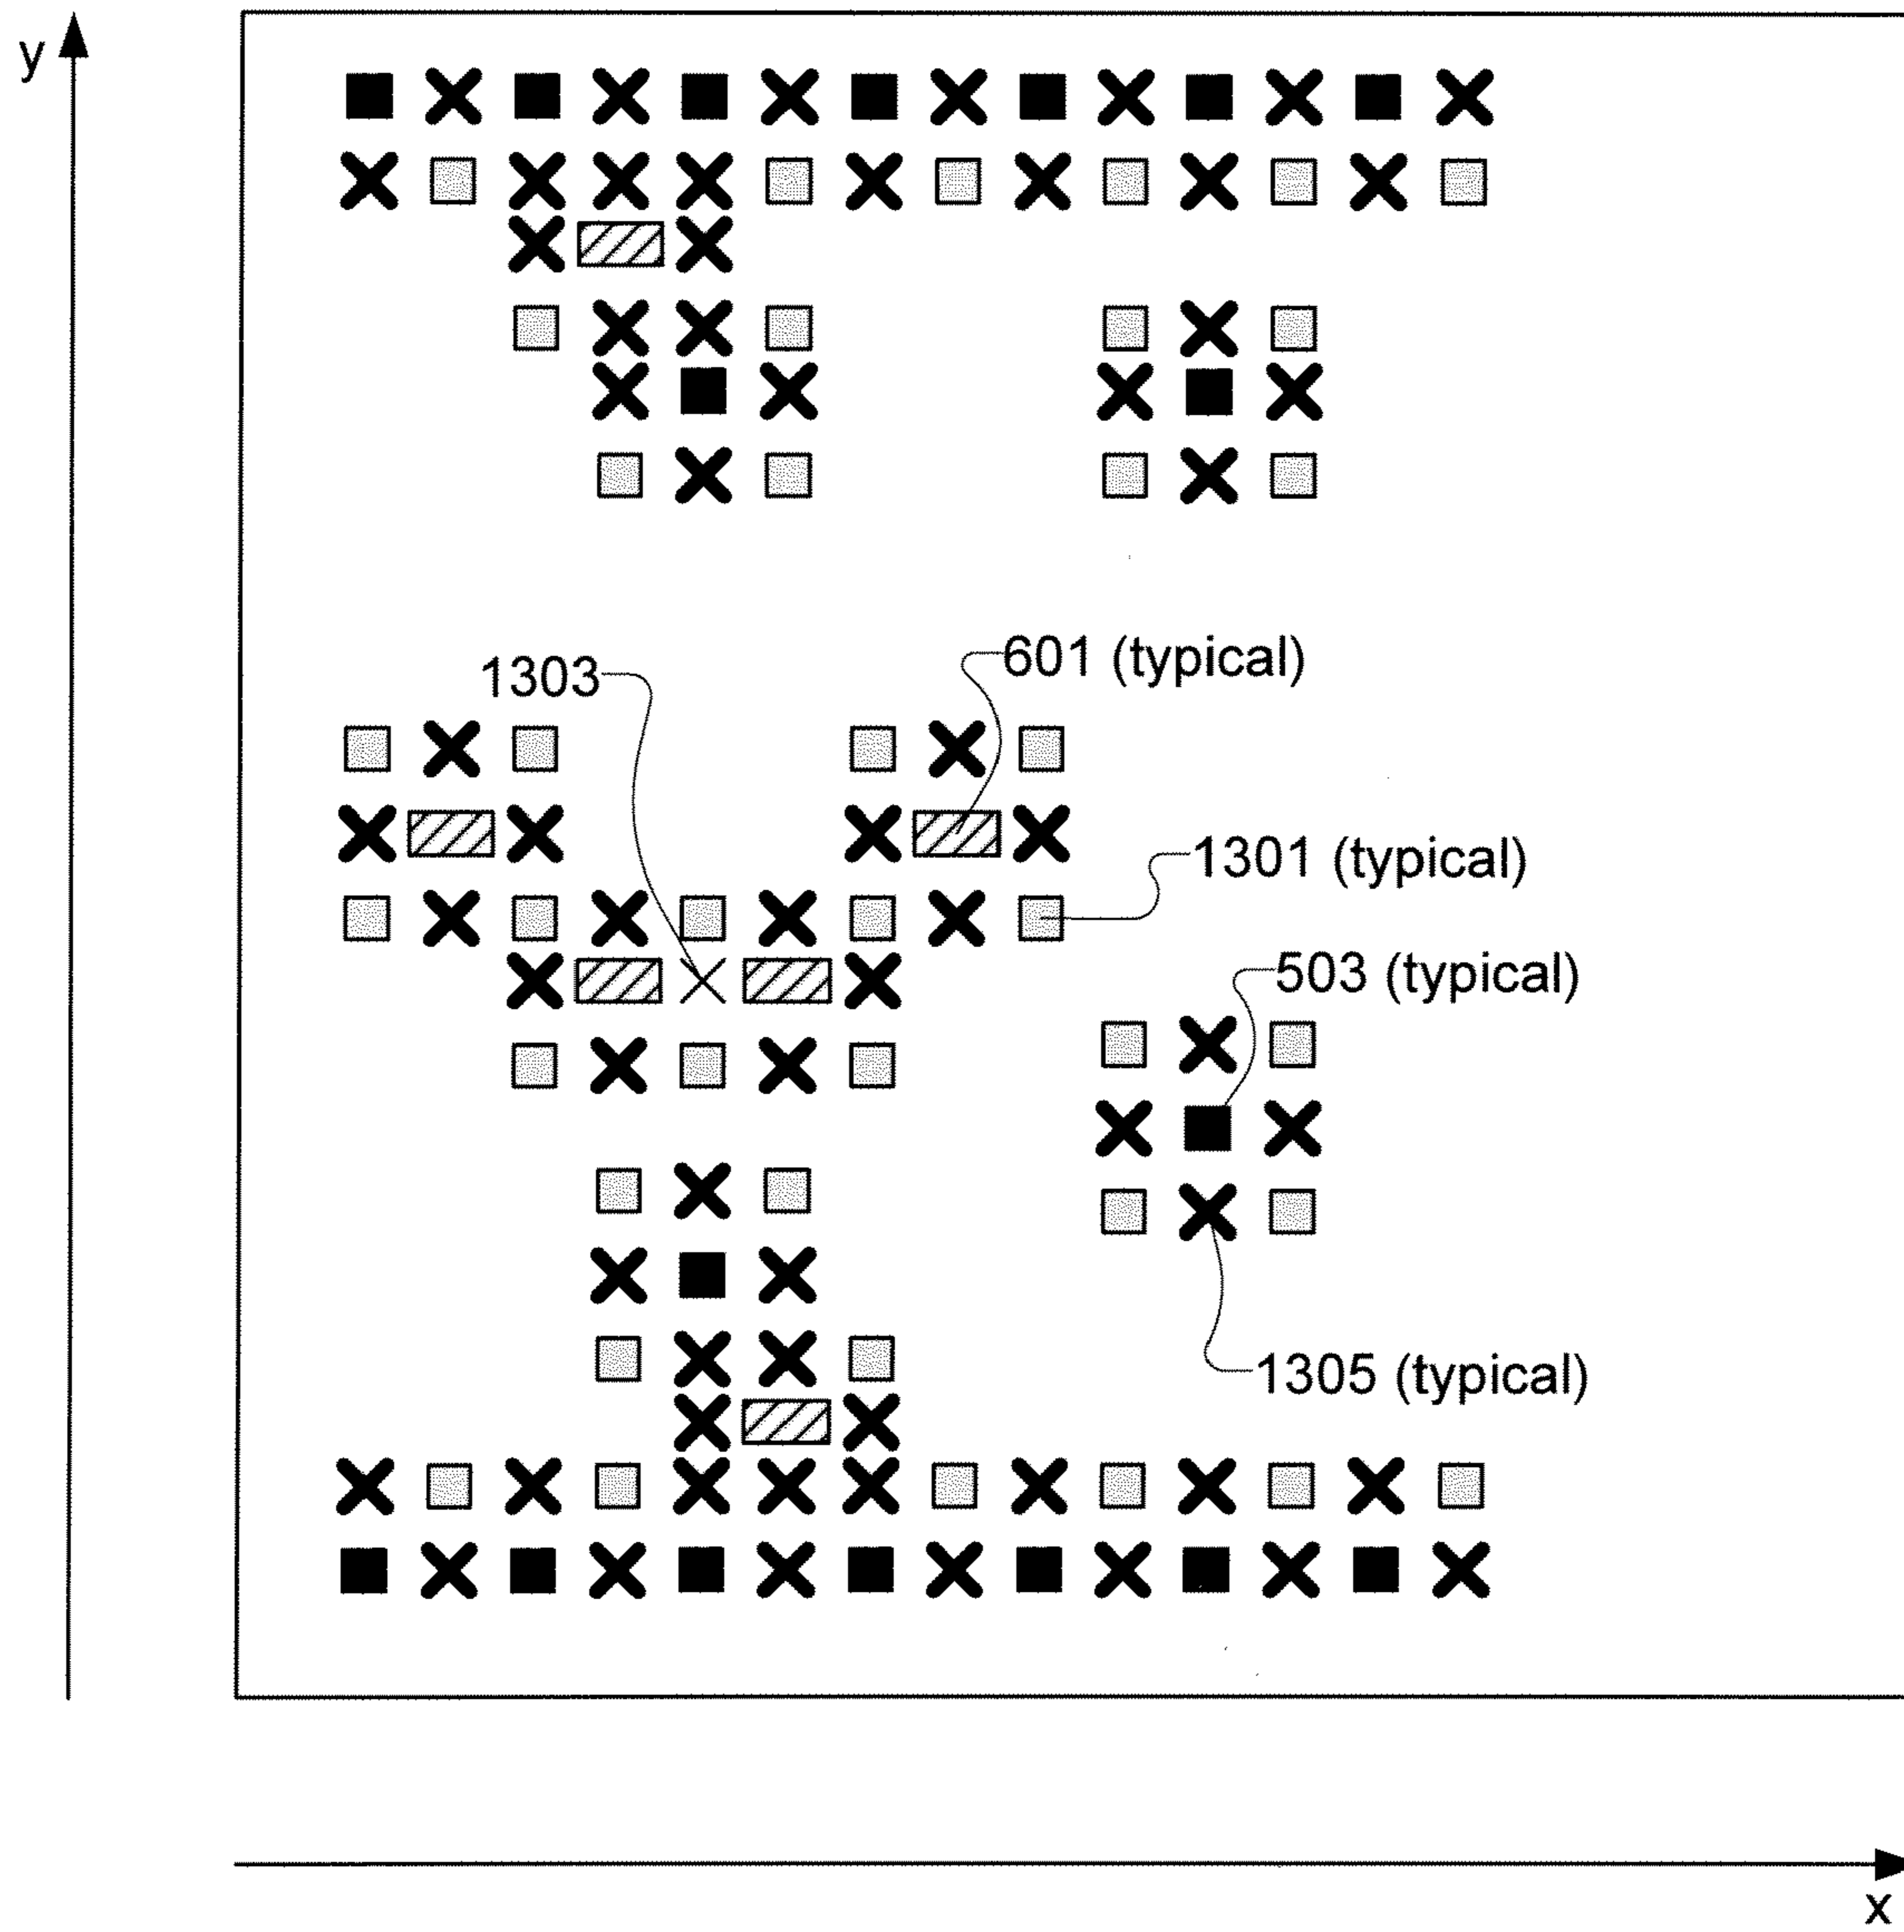 y
601 (typical)
1303
1301 (typical)
503 (typical)
1305 (typical)
x